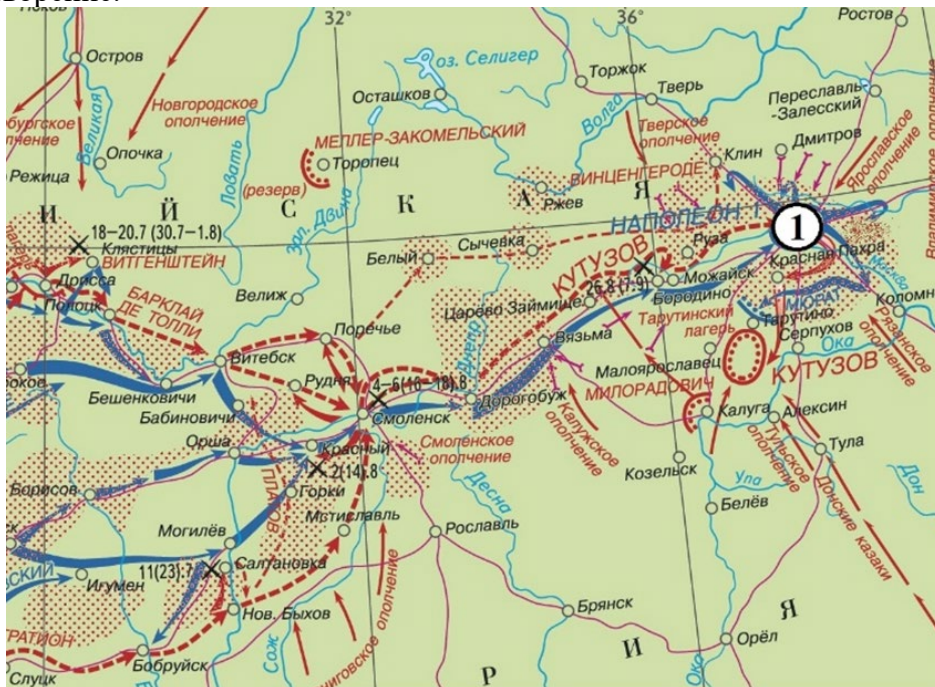 32°
36°
Остров
оз. Селигер
Ростов
Торжок
Осташков
Тверь
Волга
Новгородское
ополчение
Великая
Переславль
-Залесский
Тверское
ополчение
Дмитров
МЕЛЛЕР-ЗАКОМЕЛЬСКИЙ
Опочка
Торопец
(резерв)
Ловать
Клин
Ярославское
ополчение
Владимирское ополчение
Режица
ВИНЦЕНГЕРОДЕ
Ржев
И Й С К А Я
Зап. Двина
НАПОЛЕОН I
1
18–20.7 (30.7–1.8)
Клястицы
ВИТГЕНШТЕЙН
Сычевка
Белый
КУТУЗОВ
Руза
Красная Пахра
Москва
Дрисса
Полоцк
БАРКЛАЙ
ДЕ ТОЛЛИ
Велиж
26.8 (7.9)
Можайск
Бородино
Царёво Займище
МЮРАТ
Коломн
Тарутинский
лагерь
Тарутино
Серпухов
Рязанское
ополчение
Поречье
Днепр
Вязьма
Ока
Витебск
Малоярославец
КУТУЗОВ
Рудня
4–6(16–18).8
Бешенковичи
Бабиновичи
Смоленск
Дорогобуж
МИЛОРАДОВИЧ
Калуга
Алексин
Калужское
ополчение
Орша
Красный
Смоленское
ополчение
Тульское
ополчение
Тула
2(14).8
Козельск
Борисов
Горки
ПЛАТОВ
Десна
Упа
Дон
Белёв
Донские казаки
Могилёв
Мстиславль
Рославль
11(23).7
Салтановка
Игумен
Нов. Быхов
Брянск
Р И Я
Орёл
Сож
Бобруйск
Слуцк
Ока